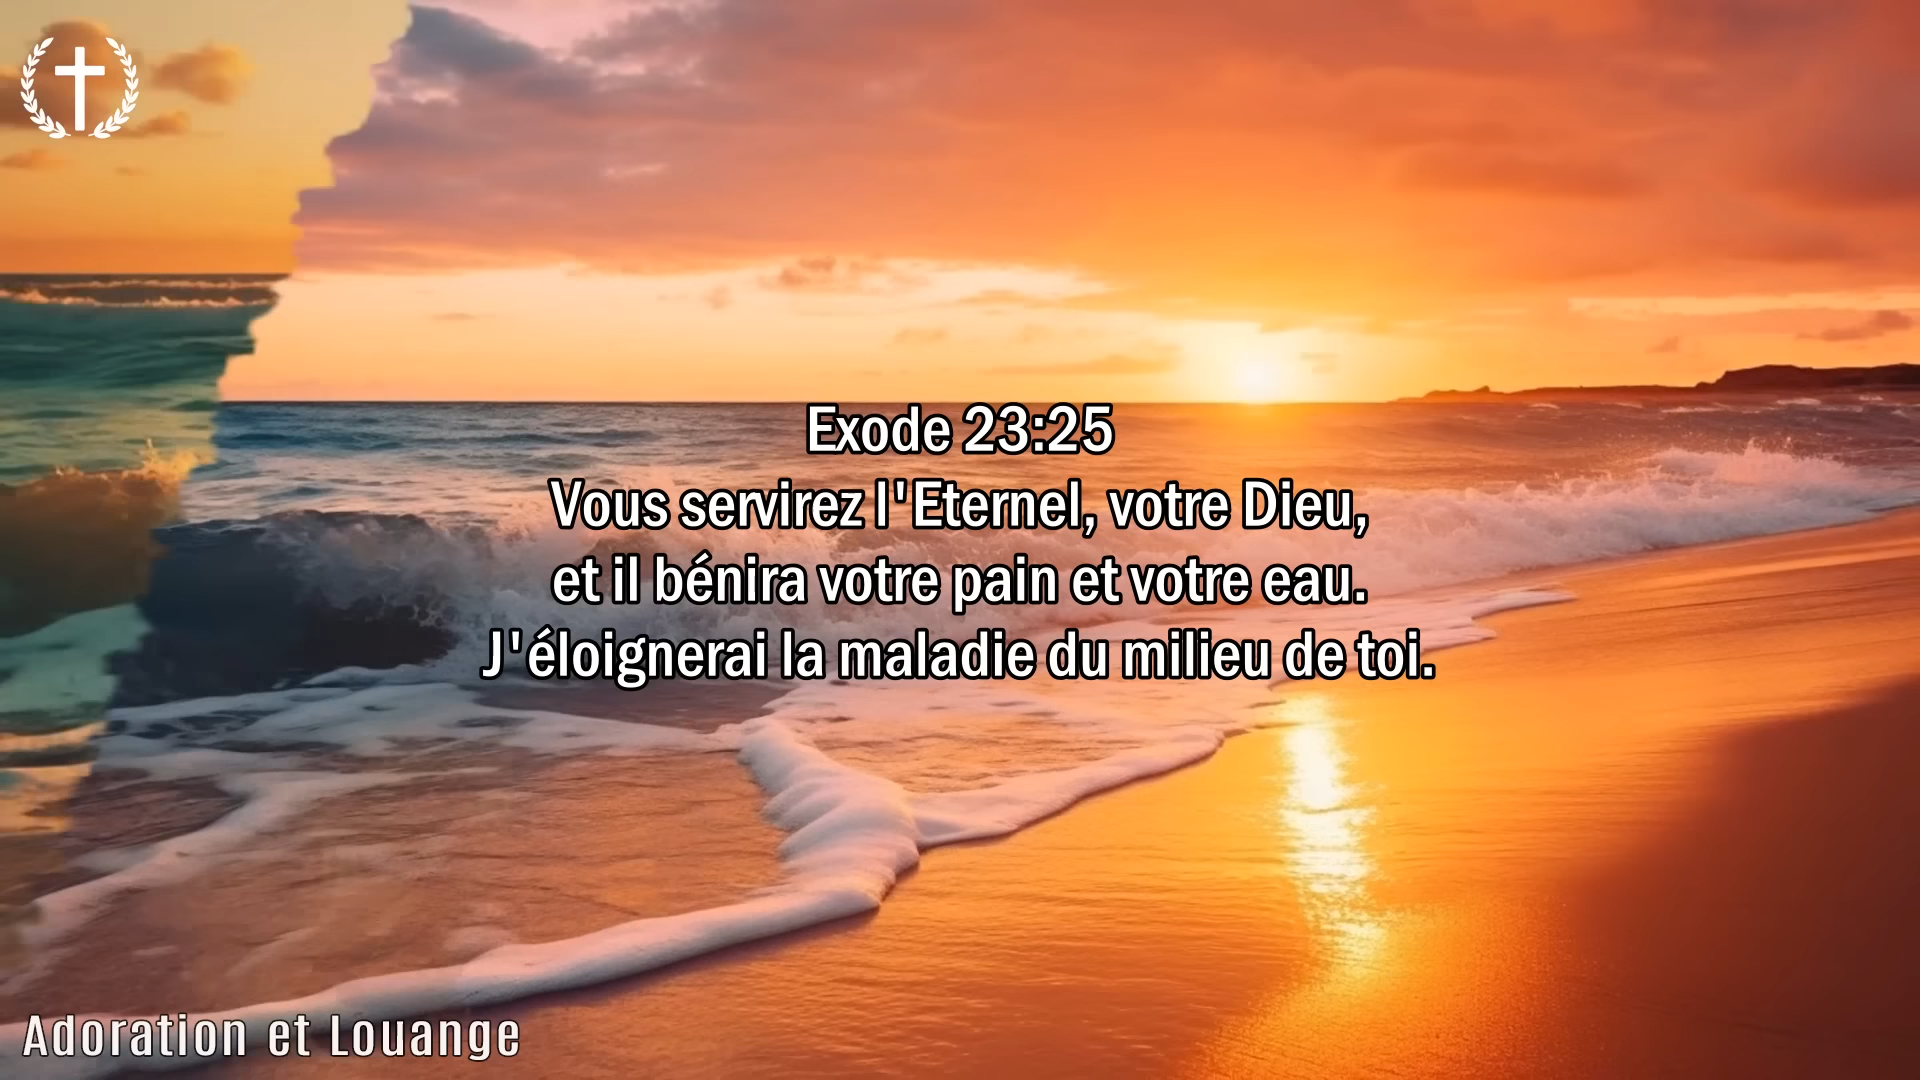 Exode 23:25
Vous servirez l'Eternel, votre Dieu,
et il bénira votre pain et votre eau.
J'éloignerai la maladie du milieu de toi.
Adoration et Louange